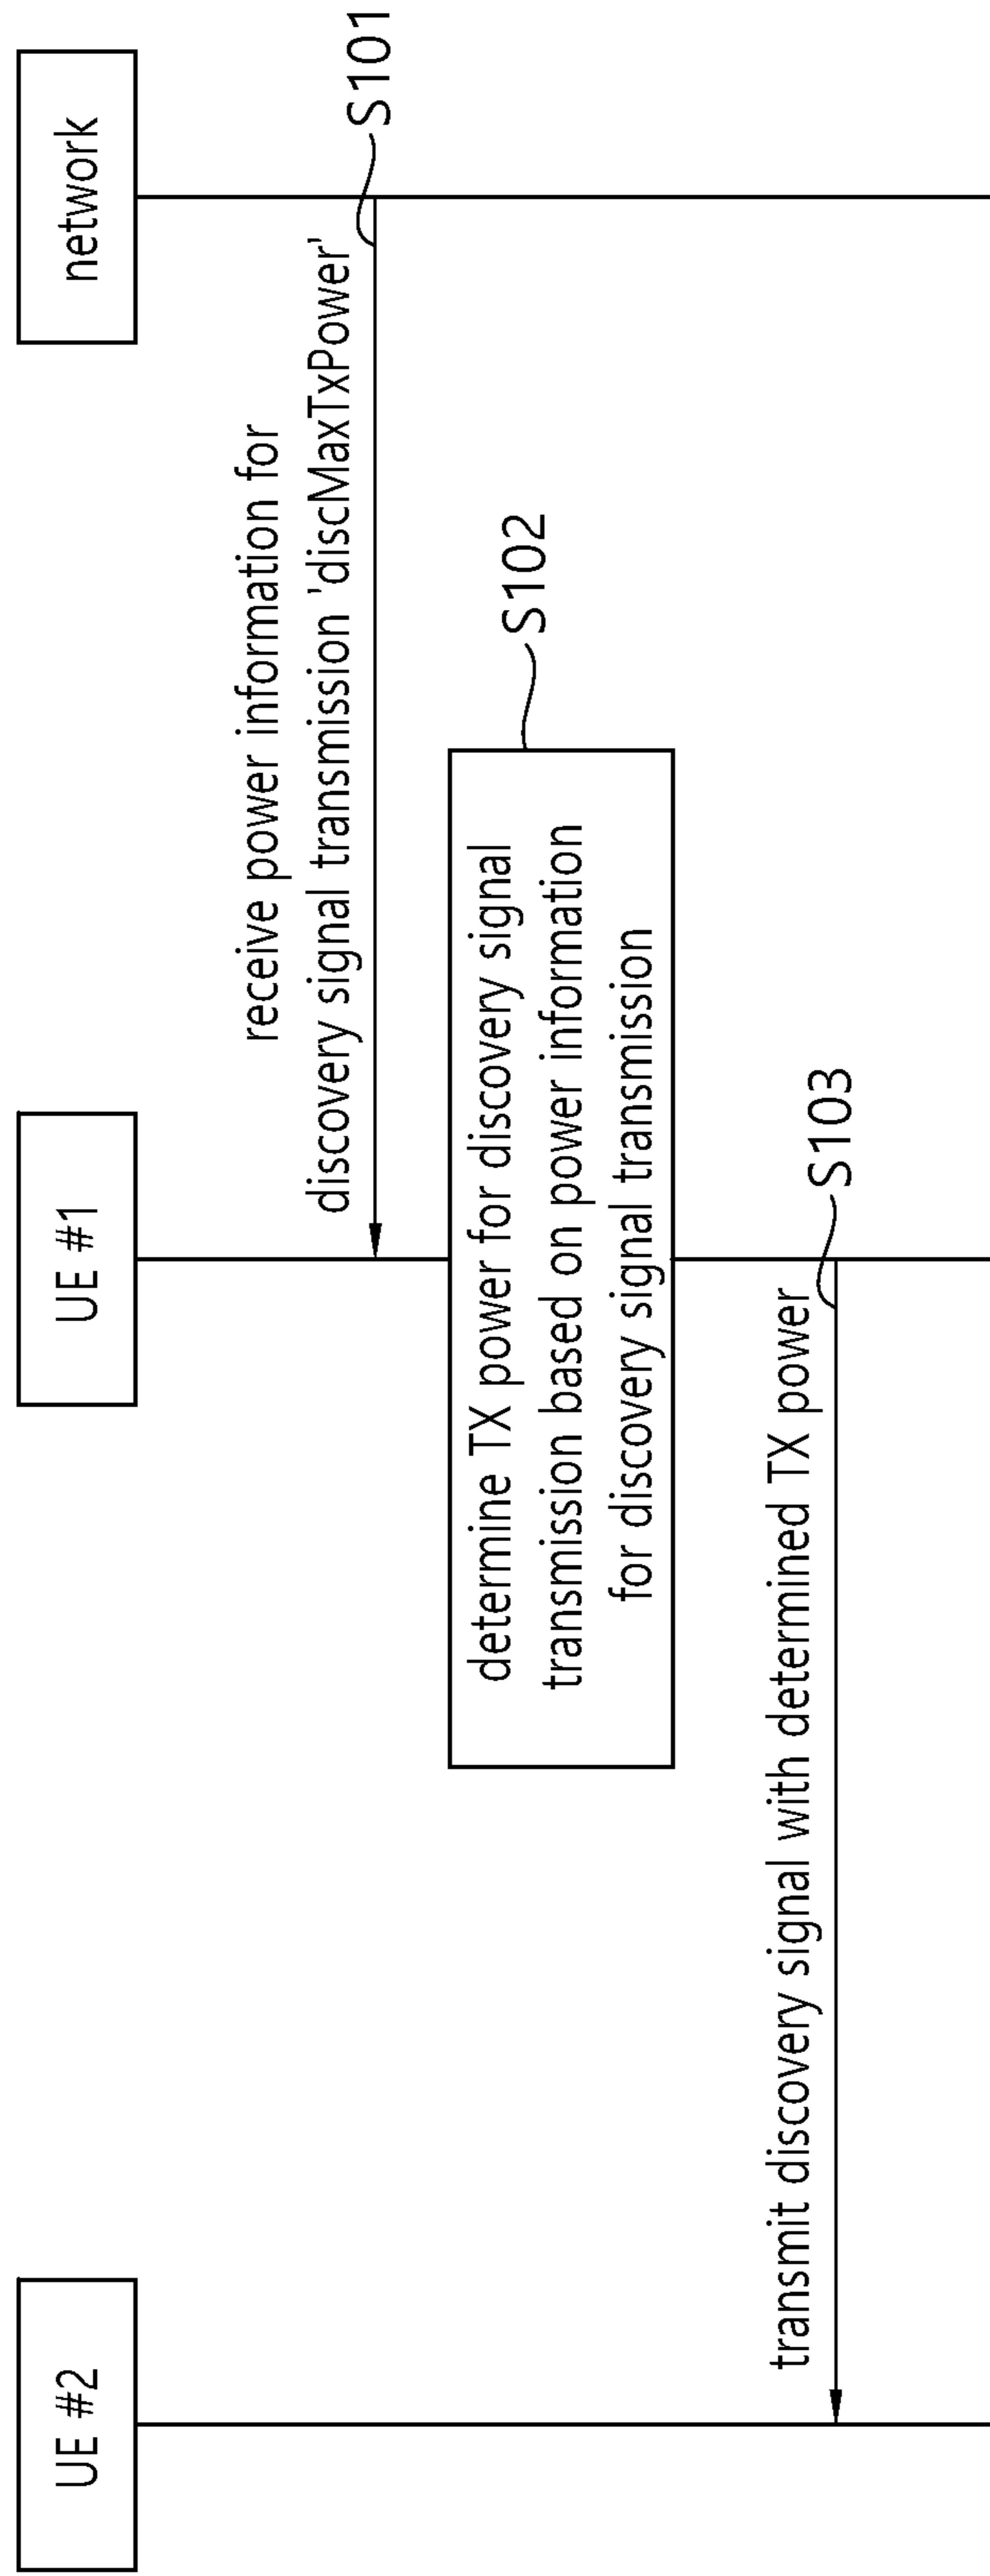 UE #2
UE #1
network
receive power information for
discovery signal transmission 'discMaxTxPower'
S101
determine TX power for discovery signal
transmission based on power information
for discovery signal transmission
S102
transmit discovery signal with determined TX power
S103